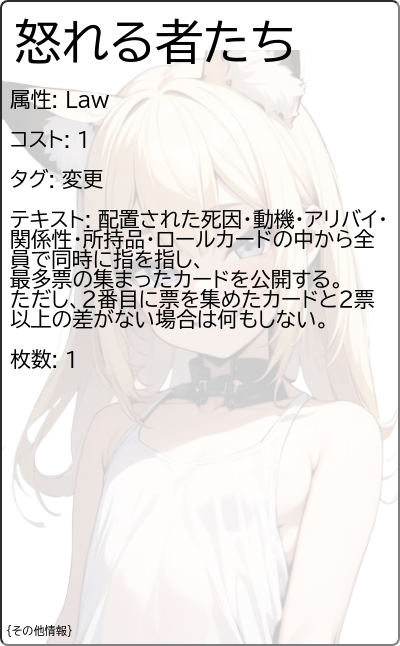 怒れる者たち
属性: Law
コスト: 1
タグ: 変更
テキスト: 配置された死因・動機・アリバイ・
関係性・所持品・ロールカードの中から全
員で同時に指を指し、
最多票の集まったカードを公開する。
ただし、2番目に票を集めたカードと2票
以上の差がない場合は何もしない。
枚数: 1
{その他情報}